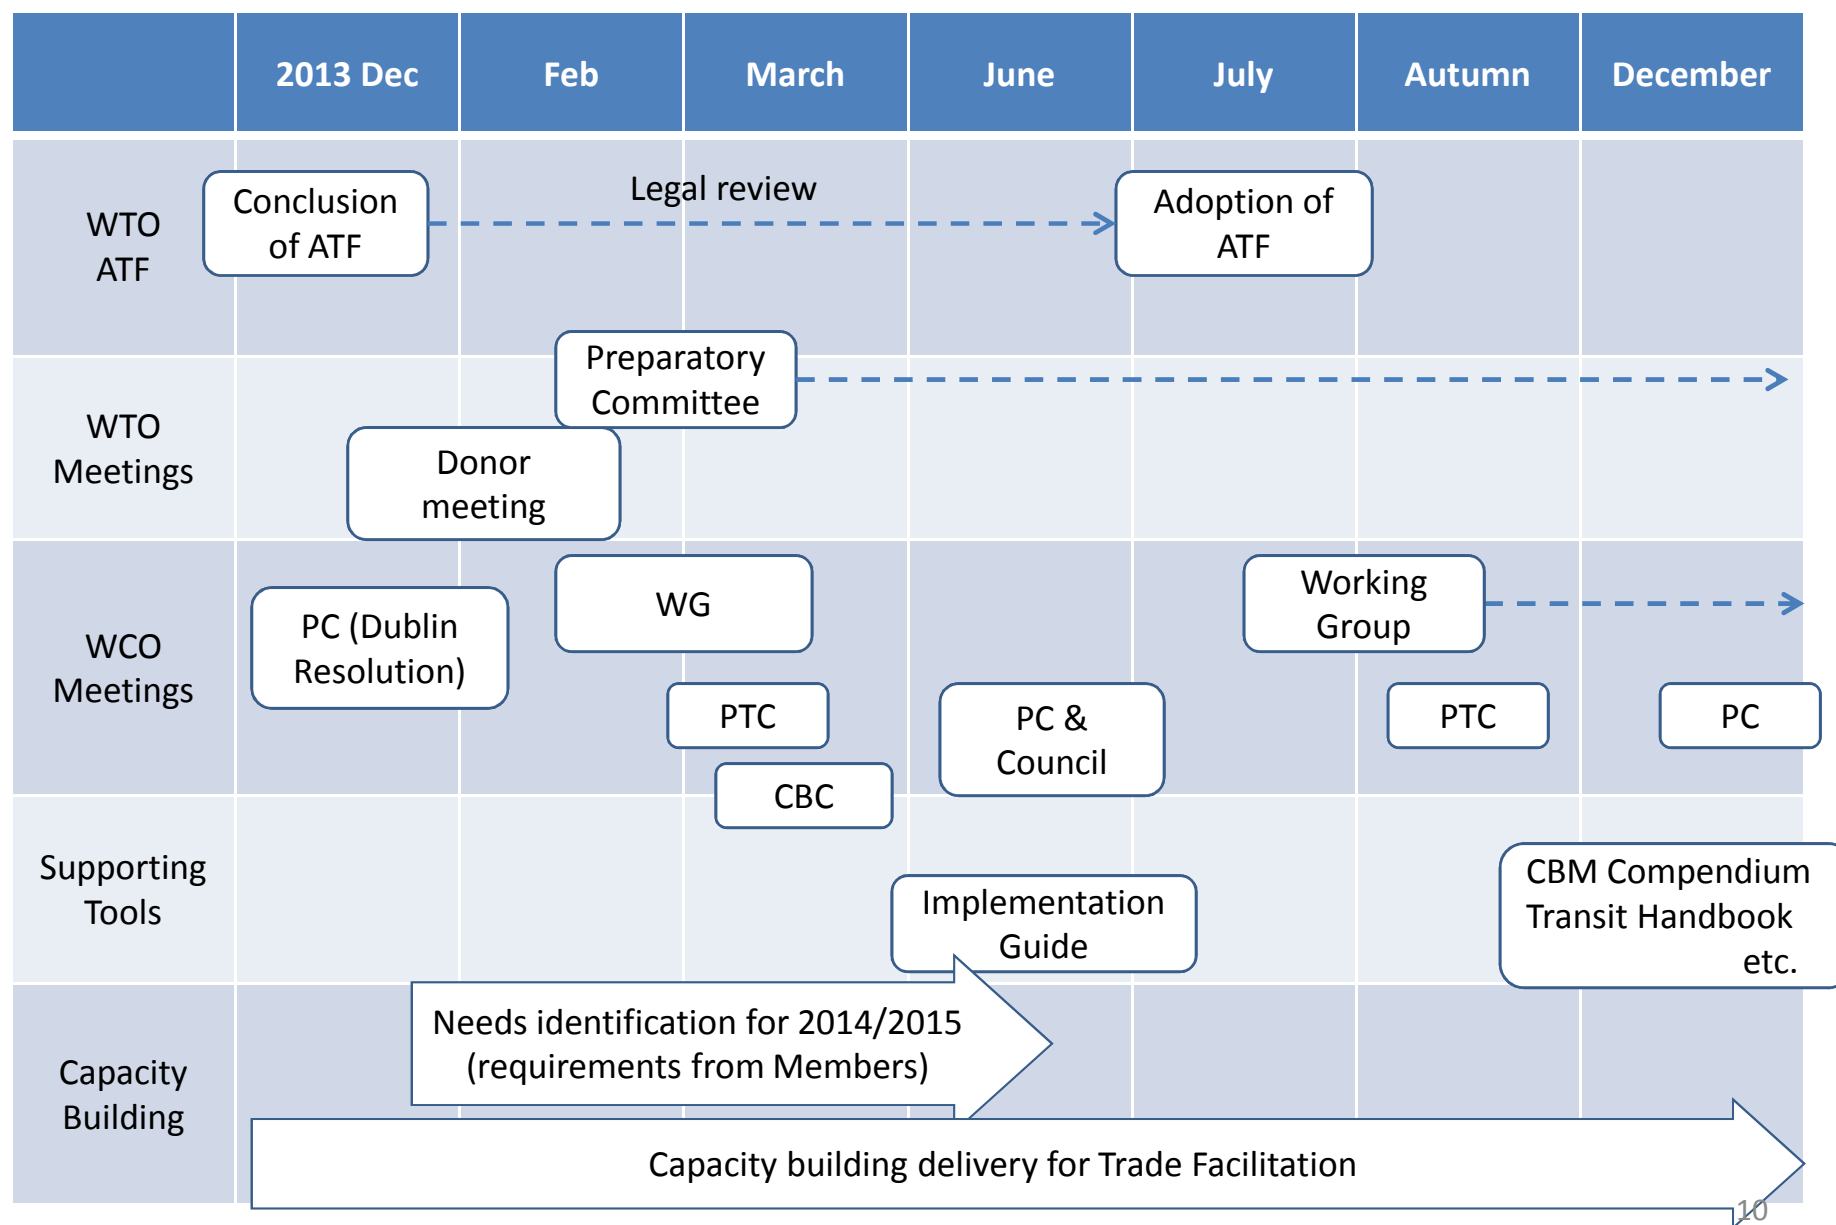 2013 Dec
Feb
March
June
July
Autumn
December
WTO
ATF
Conclusion
of ATF
Legal review
Adoption of
ATF
WTO
Meetings
Preparatory
Committee
Donor
meeting
WCO
Meetings
PC (Dublin
Resolution)
WG
PTC
CBC
PC &
Council
Working
Group
PTC
PC
Supporting
Tools
Implementation
Guide
CBM Compendium
Transit Handbook
etc.
Capacity
Building
Needs identification for 2014/2015
(requirements from Members)
Capacity building delivery for Trade Facilitation
10